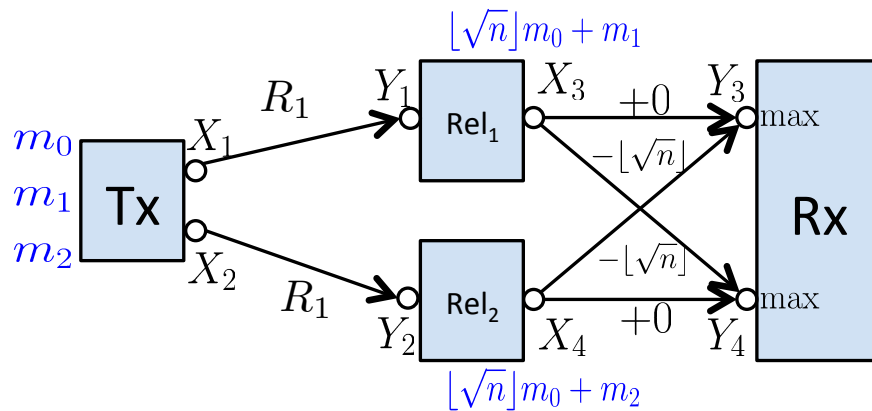 ⌊√n⌋m₀ + m₁
R₁
Y₁
Rel₁
X₃
+0
Y₃
max
m₀
X₁
m₁
Tx
−⌊√n⌋
Rx
m₂
X₂
−⌊√n⌋
R₁
Y₂
Rel₂
X₄
+0
Y₄
max
⌊√n⌋m₀ + m₂